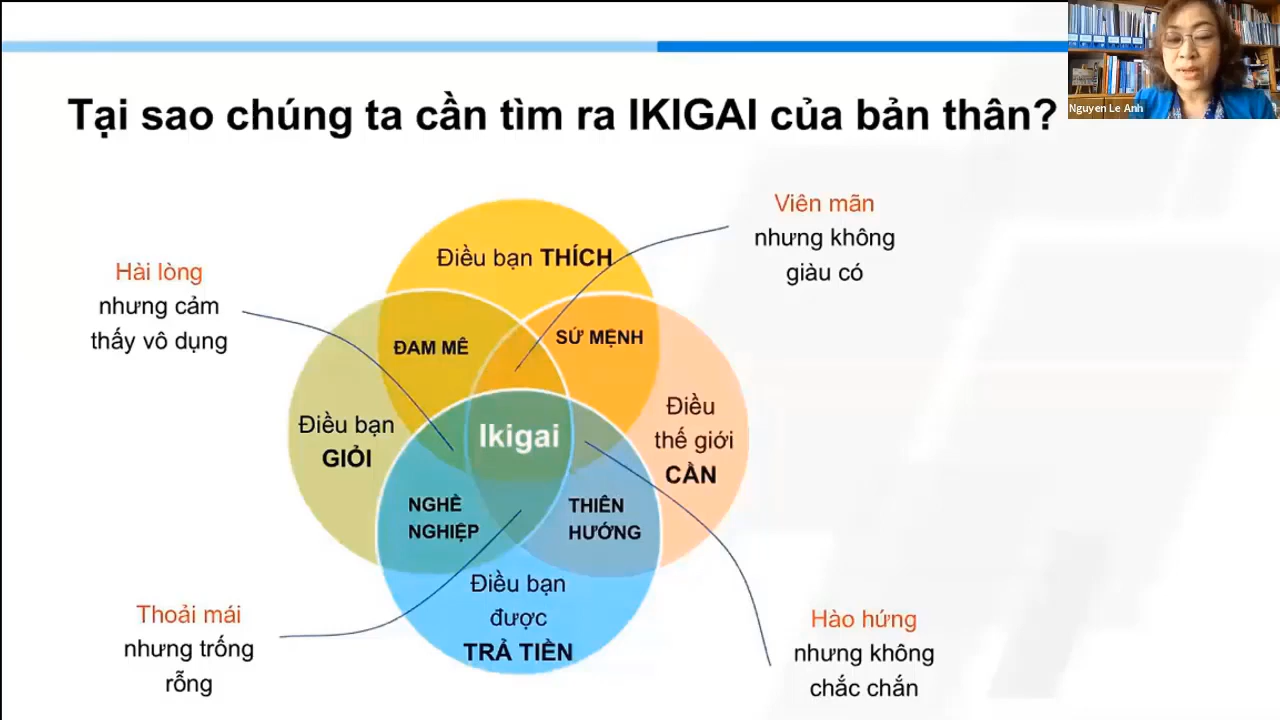 Nguyen Le Anh
Tại sao chúng ta cần tìm ra IKIGAI của bản thân?
Viên mãn
nhưng không
giàu có
Điều bạn THÍCH
Hài lòng
nhưng cảm
thấy vô dụng
SỨ MỆNH
ĐAM MÊ
Điều bạn
GIỎI
Ikigai
Điều
thế giới
CẦN
NGHỀ
NGHIỆP
THIÊN
HƯỚNG
Điều bạn
được
TRẢ TIỀN
Thoải mái
nhưng trống
rỗng
Hào hứng
nhưng không
chắc chắn